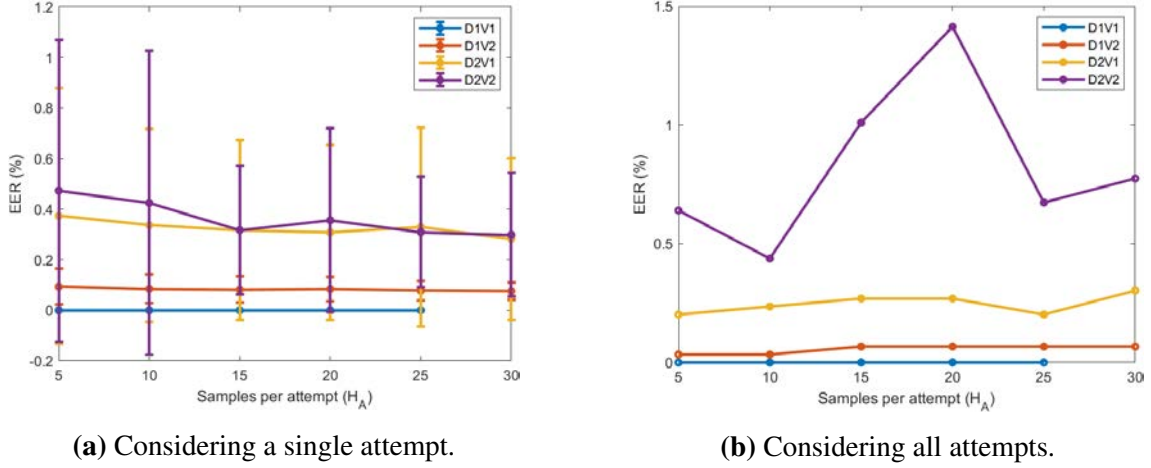 1.2
1
0.8
0.6
0.4
0.2
0
-0.2
EER (%)
5
10
15
20
25
30
Samples per attempt (H_A)
D1V1
D1V2
D2V1
D2V2
(a) Considering a single attempt.
1.5
1
0.5
0
EER (%)
5
10
15
20
25
30
Samples per attempt (H_A)
D1V1
D1V2
D2V1
D2V2
(b) Considering all attempts.